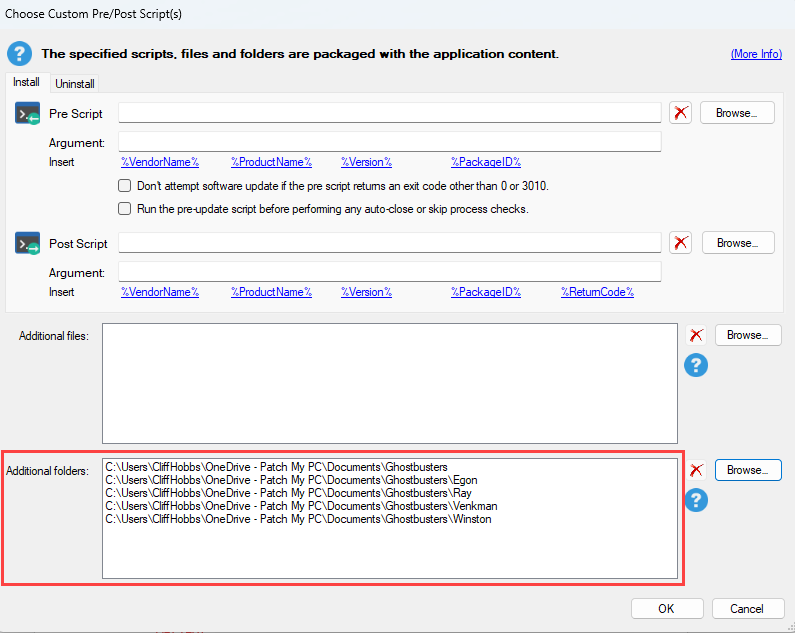 Choose Custom Pre/Post Script(s)
? The specified scripts, files and folders are packaged with the application content. (More Info)
Install Uninstall
Pre Script Browse...
Argument:
Insert %VendorName% %ProductName% %Version% %PackageID%
Don't attempt software update if the pre script returns an exit code other than 0 or 3010.
Run the pre-update script before performing any auto-close or skip process checks.
Post Script Browse...
Argument:
Insert %VendorName% %ProductName% %Version% %PackageID% %ReturnCode%
Additional files: Browse...
?
Additional folders: Browse...
C:\Users\CliffHobbs\OneDrive - Patch My PC\Documents\Ghostbusters
C:\Users\CliffHobbs\OneDrive - Patch My PC\Documents\Ghostbusters\Egon
C:\Users\CliffHobbs\OneDrive - Patch My PC\Documents\Ghostbusters\Ray
C:\Users\CliffHobbs\OneDrive - Patch My PC\Documents\Ghostbusters\Venkman
C:\Users\CliffHobbs\OneDrive - Patch My PC\Documents\Ghostbusters\Winston
?
OK Cancel